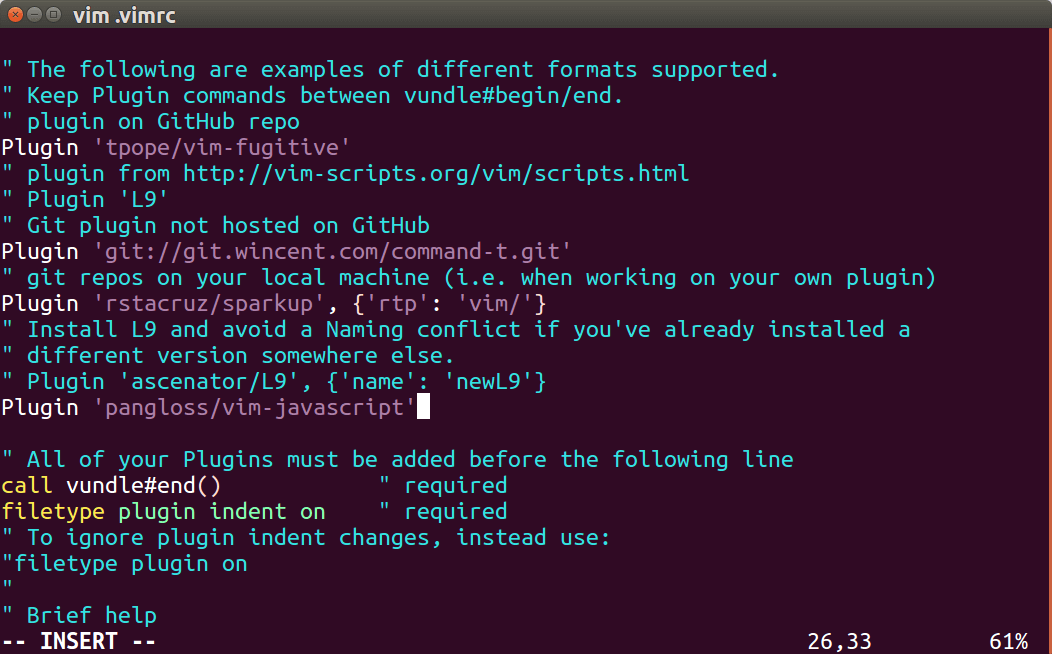 vim .vimrc
" The following are examples of different formats supported.
" Keep Plugin commands between vundle#begin/end.
" plugin on GitHub repo
Plugin 'tpope/vim-fugitive'
" plugin from http://vim-scripts.org/vim/scripts.html
" Plugin 'L9'
" Git plugin not hosted on GitHub
Plugin 'git://git.wincent.com/command-t.git'
" git repos on your local machine (i.e. when working on your own plugin)
Plugin 'rstacruz/sparkup', {'rtp': 'vim/'}
" Install L9 and avoid a Naming conflict if you've already installed a
" different version somewhere else.
" Plugin 'ascenator/L9', {'name': 'newL9'}
Plugin 'pangloss/vim-javascript'
" All of your Plugins must be added before the following line
call vundle#end()            " required
filetype plugin indent on    " required
" To ignore plugin indent changes, instead use:
"filetype plugin on
"
" Brief help
-- INSERT --                                                  26,33         61%